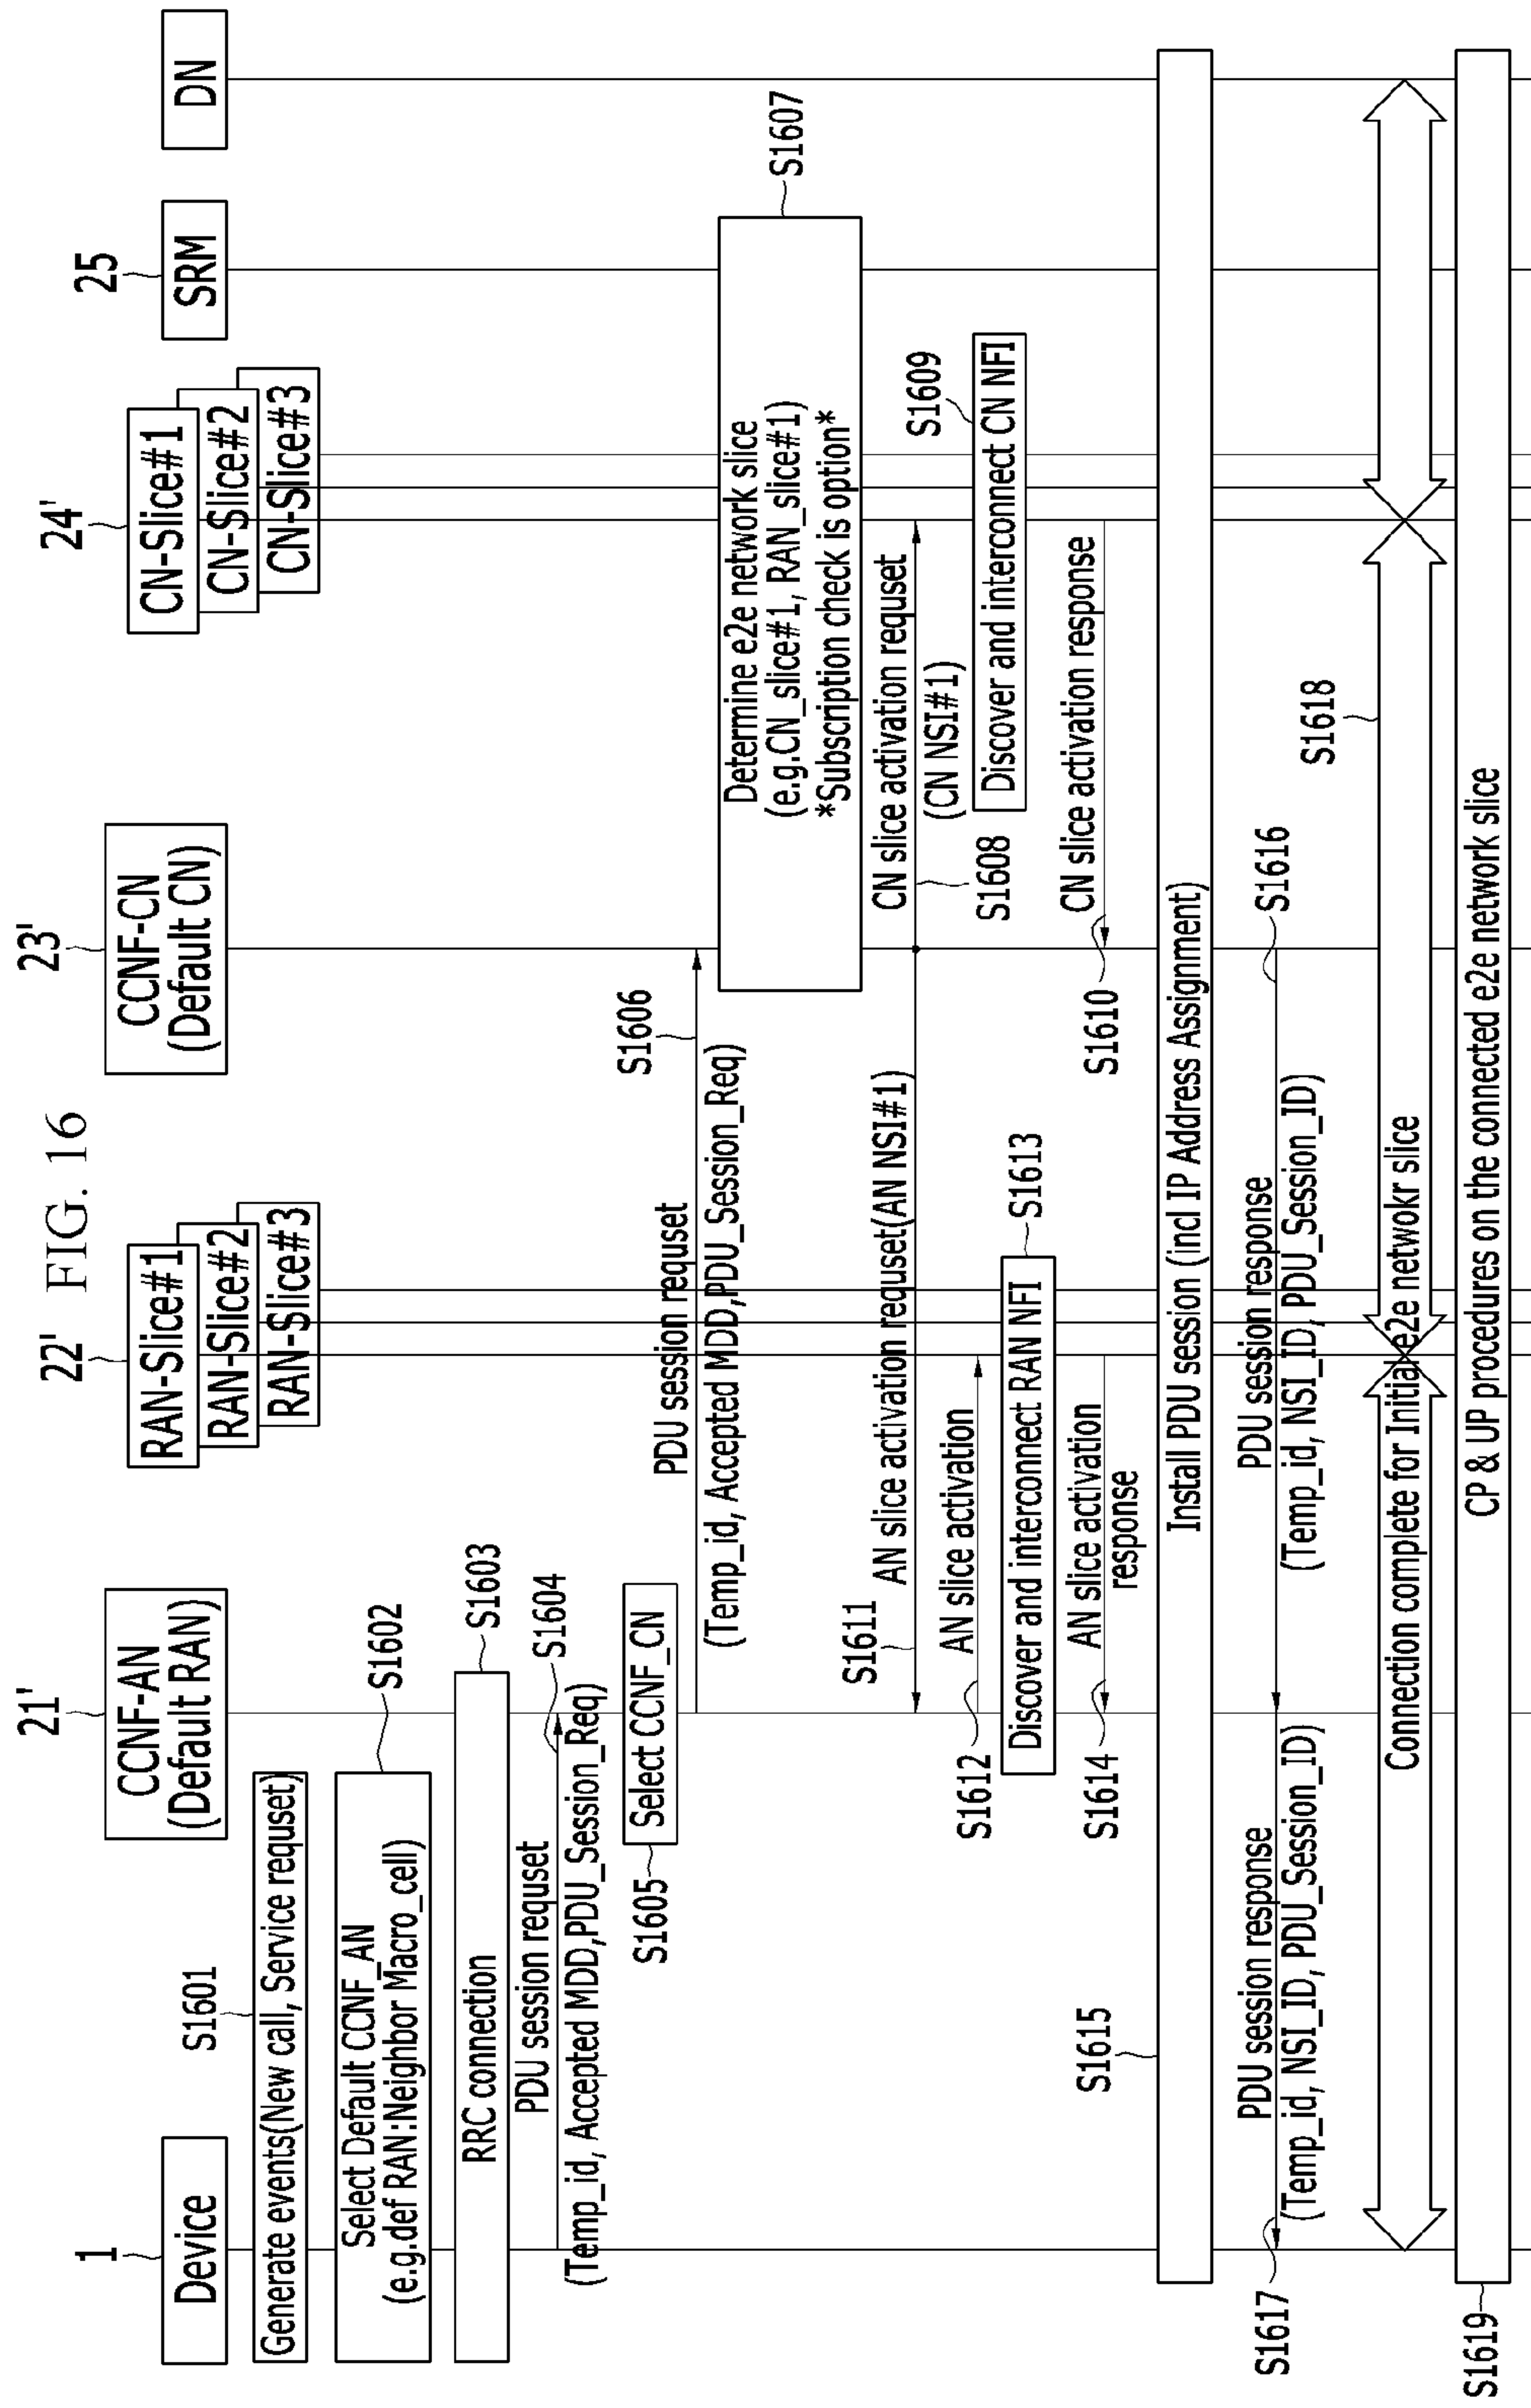 FIG. 16
1
Device
21'
CCNF-AN
(Default RAN)
22'
RAN-Slice#1
RAN-Slice#2
RAN-Slice#3
23'
CCNF-CN
(Default CN)
24'
CN-Slice#1
CN-Slice#2
CN-Slice#3
25
SRM
DN
S1601
Generate events(New call, Service requset)
Select Default CCNF_AN
(e.g.def RAN:Neighbor Macro_cell)
S1602
RRC connection
S1603
PDU session requset
S1604
(Temp_id, Accepted MDD,PDU_Session_Req)
S1605
Select CCNF_CN
PDU session requset
S1606
(Temp_id, Accepted MDD,PDU_Session_Req)
Determine e2e network slice
(e.g.CN_slice#1, RAN_slice#1)
*Subscription check is option*
S1607
S1611
AN slice activation requset(AN NSI#1)
CN slice activation requset
(CN NSI#1)
S1608
S1609
Discover and interconnect CN NFI
AN slice activation
S1612
Discover and interconnect RAN NFI
S1613
AN slice activation
response
S1614
CN slice activation response
S1610
S1615
Install PDU session (incl IP Address Assignment)
PDU session response
S1616
(Temp_id, NSI_ID, PDU_Session_ID)
PDU session response
(Temp_id, NSI_ID, PDU_Session_ID)
S1617
S1618
Connection complete for Initial e2e netwokr slice
CP & UP procedures on the connected e2e network slice
S1619